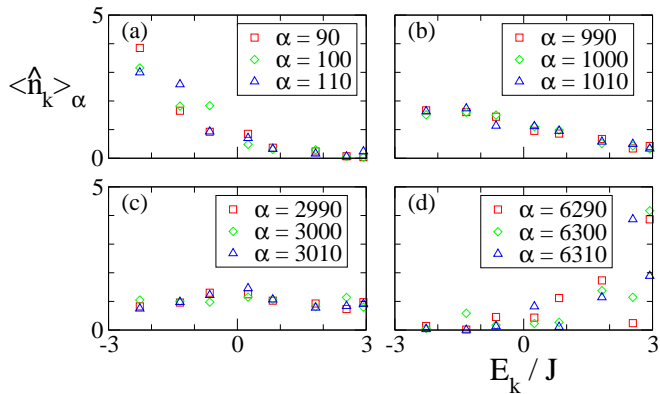 5
(a)
α = 90
α = 100
α = 110
(b)
α = 990
α = 1000
α = 1010
<n̂k>α
0
5
(c)
α = 2990
α = 3000
α = 3010
(d)
α = 6290
α = 6300
α = 6310
0
-3 0 3
-3 0 3
Ek / J